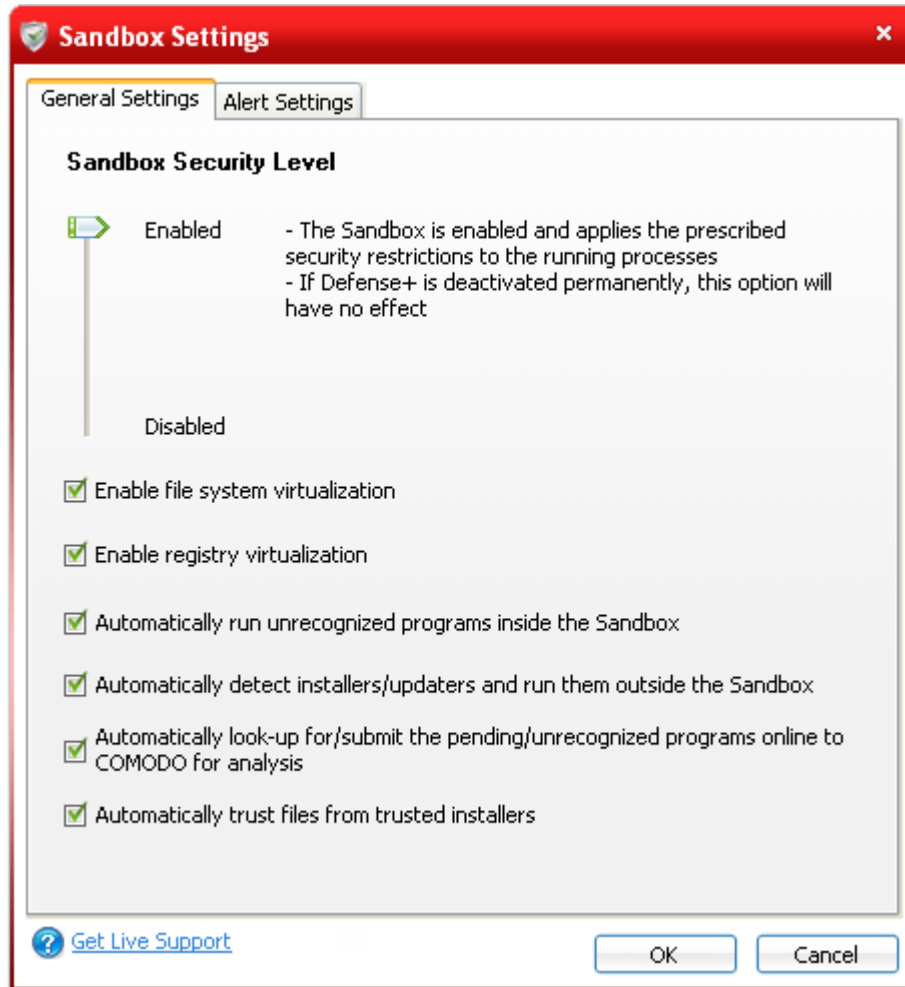 Sandbox Settings
General Settings
Alert Settings
Sandbox Security Level
Enabled
- The Sandbox is enabled and applies the prescribed
security restrictions to the running processes
- If Defense+ is deactivated permanently, this option will
have no effect
Disabled
Enable file system virtualization
Enable registry virtualization
Automatically run unrecognized programs inside the Sandbox
Automatically detect installers/updaters and run them outside the Sandbox
Automatically look-up for/submit the pending/unrecognized programs online to
COMODO for analysis
Automatically trust files from trusted installers
Get Live Support
OK
Cancel